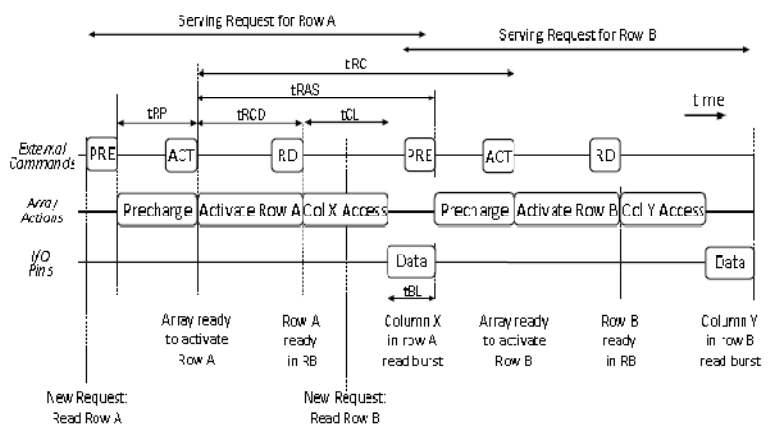 Serving Request for Row A
Serving Request for Row B
tRC
tRAS
time
tRP
tRCD
tCL
External
Commands
PRE
ACT
RD
PRE
ACT
RD
Array
Actions
Precharge
Activate Row A
Col X Access
Precharge
Activate Row B
Col Y Access
I/O
Pins
Data
Data
tBL
Array ready
to activate
Row A
Row A
ready
in RB
Column X
in row A
read burst
Array ready
to activate
Row B
Row B
ready
in RB
Column Y
in row B
read burst
New Request:
Read Row A
New Request:
Read Row B